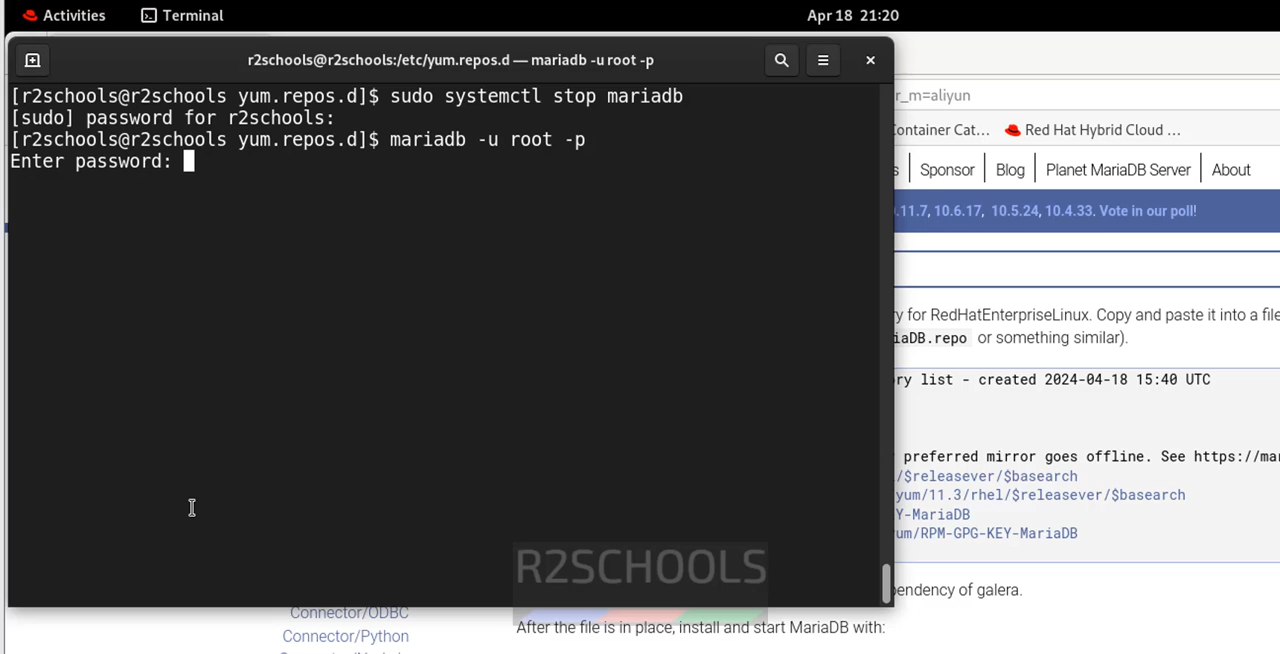 Activities
Terminal
Apr 18 21:20
r2schools@r2schools:/etc/yum.repos.d — mariadb -u root -p
[r2schools@r2schools yum.repos.d]$ sudo systemctl stop mariadb
[sudo] password for r2schools:
[r2schools@r2schools yum.repos.d]$ mariadb -u root -p
Enter password:
r_m=aliyun
ontainer Cat…
Red Hat Hybrid Cloud …
s Sponsor Blog Planet MariaDB Server About
.11.7, 10.6.17, 10.5.24, 10.4.33. Vote in our poll!
ry for RedHatEnterpriseLinux. Copy and paste it into a file
iaDB.repo or something similar).
ory list - created 2024-04-18 15:40 UTC
preferred mirror goes offline. See https://ma
/$releasever/$basearch
yum/11.3/rhel/$releasever/$basearch
Y-MariaDB
um/RPM-GPG-KEY-MariaDB
endency of galera.
R2SCHOOLS
Connector/ODBC
After the file is in place, install and start MariaDB with:
Connector/Python